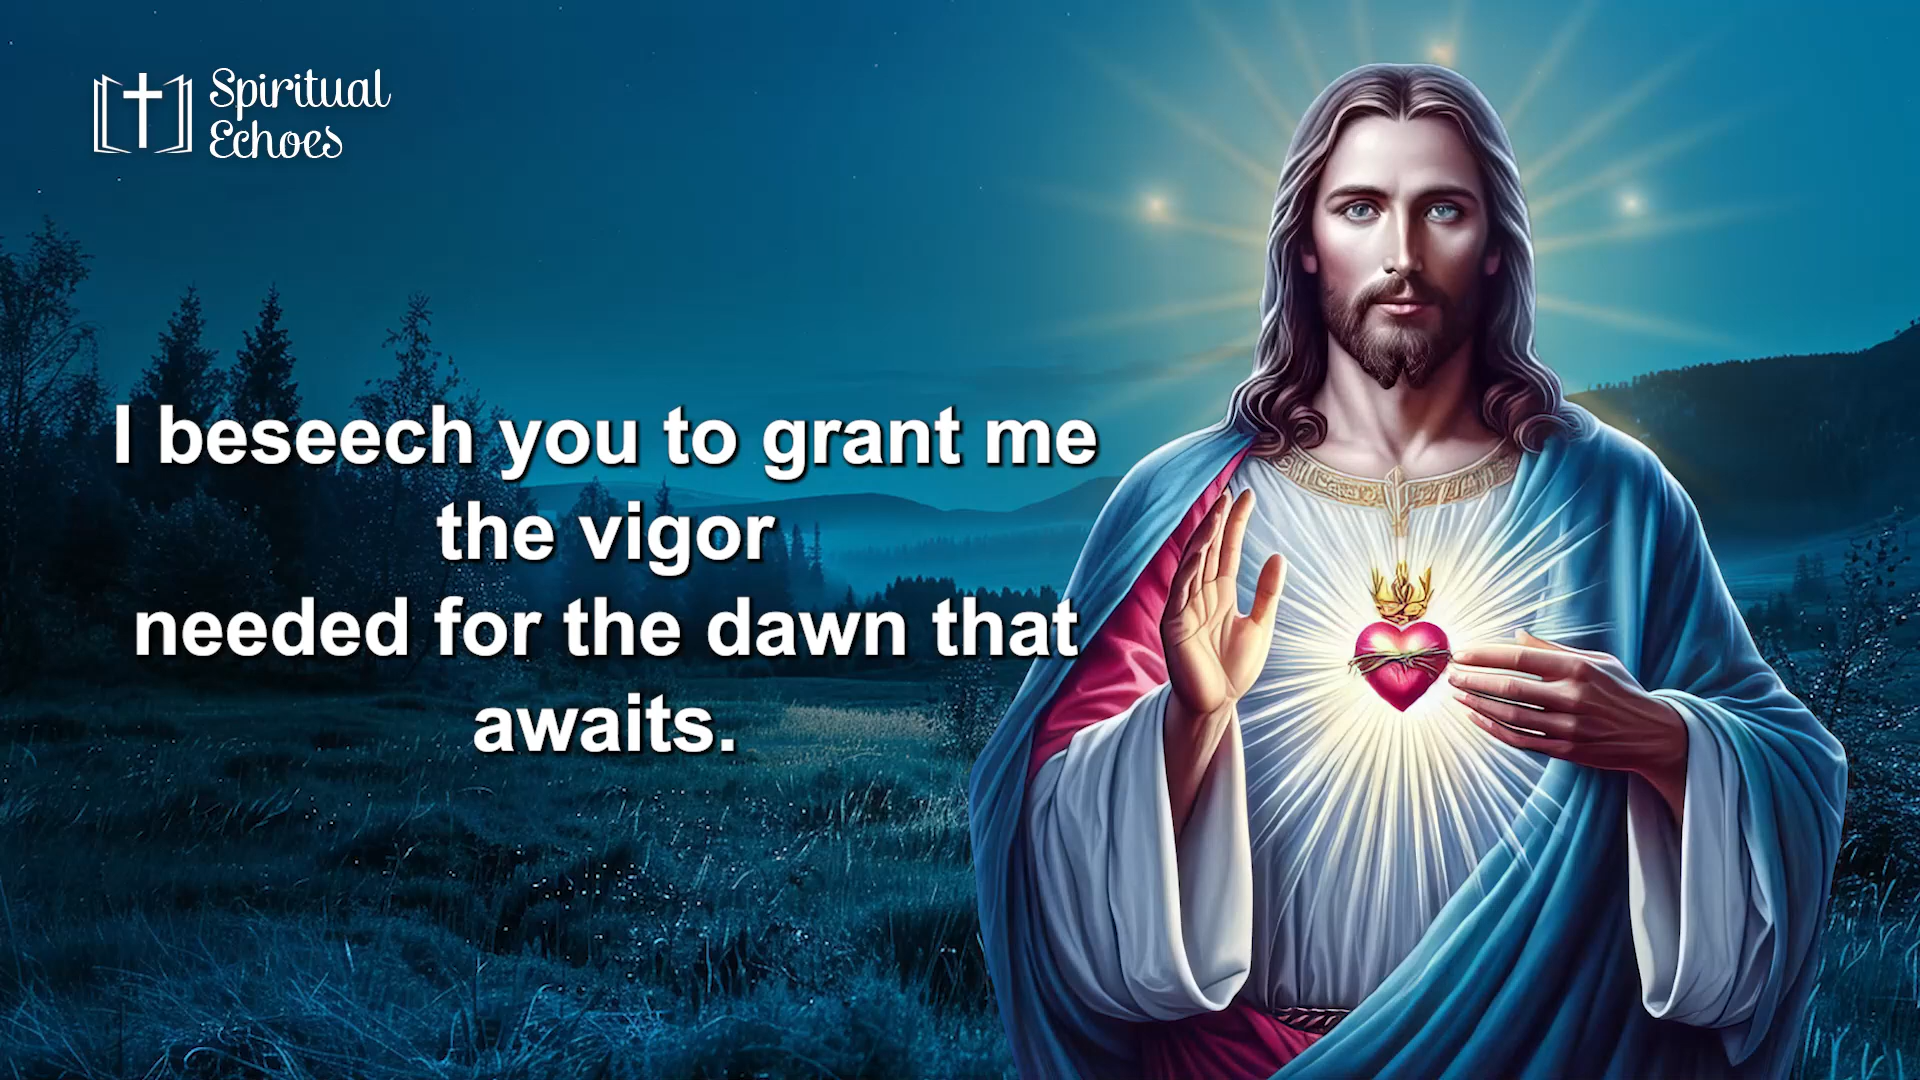 Spiritual
Echoes
I beseech you to grant me
the vigor
needed for the dawn that
awaits.